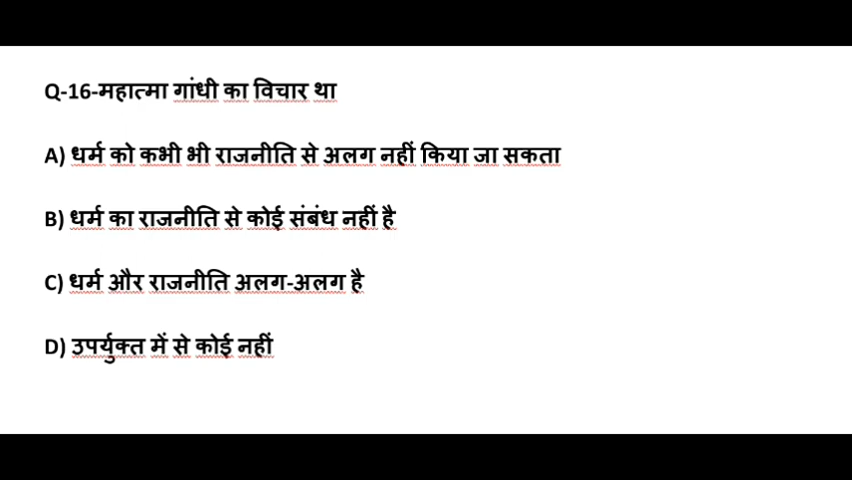 Q-16-महात्मा गांधी का विचार था
A) धर्म को कभी भी राजनीति से अलग नहीं किया जा सकता
B) धर्म का राजनीति से कोई संबंध नहीं है
C) धर्म और राजनीति अलग-अलग है
D) उपर्युक्त में से कोई नहीं